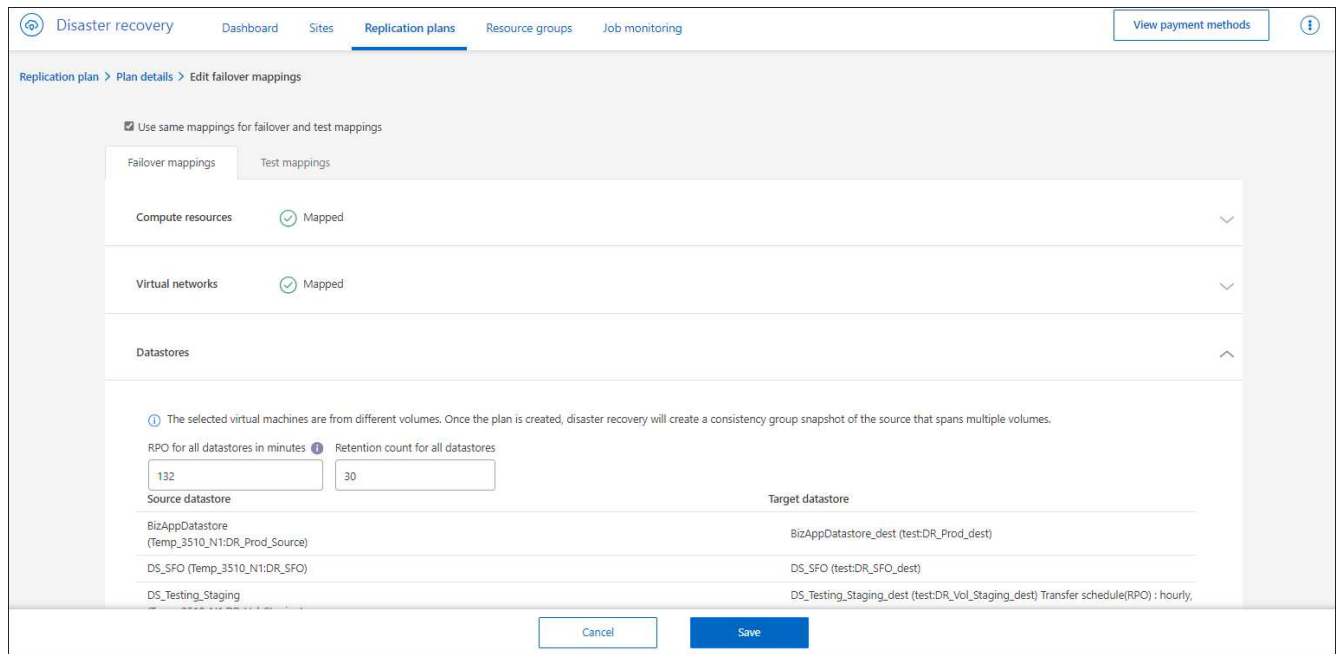 Disaster recovery
Dashboard
Sites
Replication plans
Resource groups
Job monitoring
View payment methods
Replication plan > Plan details > Edit failover mappings
Use same mappings for failover and test mappings
Failover mappings
Test mappings
Compute resources
Mapped
Virtual networks
Mapped
Datastores
The selected virtual machines are from different volumes. Once the plan is created, disaster recovery will create a consistency group snapshot of the source that spans multiple volumes.
RPO for all datastores in minutes
Retention count for all datastores
132
30
Source datastore
Target datastore
BizAppDatastore
(Temp_3510_N1:DR_Prod_Source)
BizAppDatastore_dest (test:DR_Prod_dest)
DS_SFO (Temp_3510_N1:DR_SFO)
DS_SFO (test:DR_SFO_dest)
DS_Testing_Staging
DS_Testing_Staging_dest (test:DR_Vol_Staging_dest) Transfer schedule(RPO) : hourly,
Cancel
Save